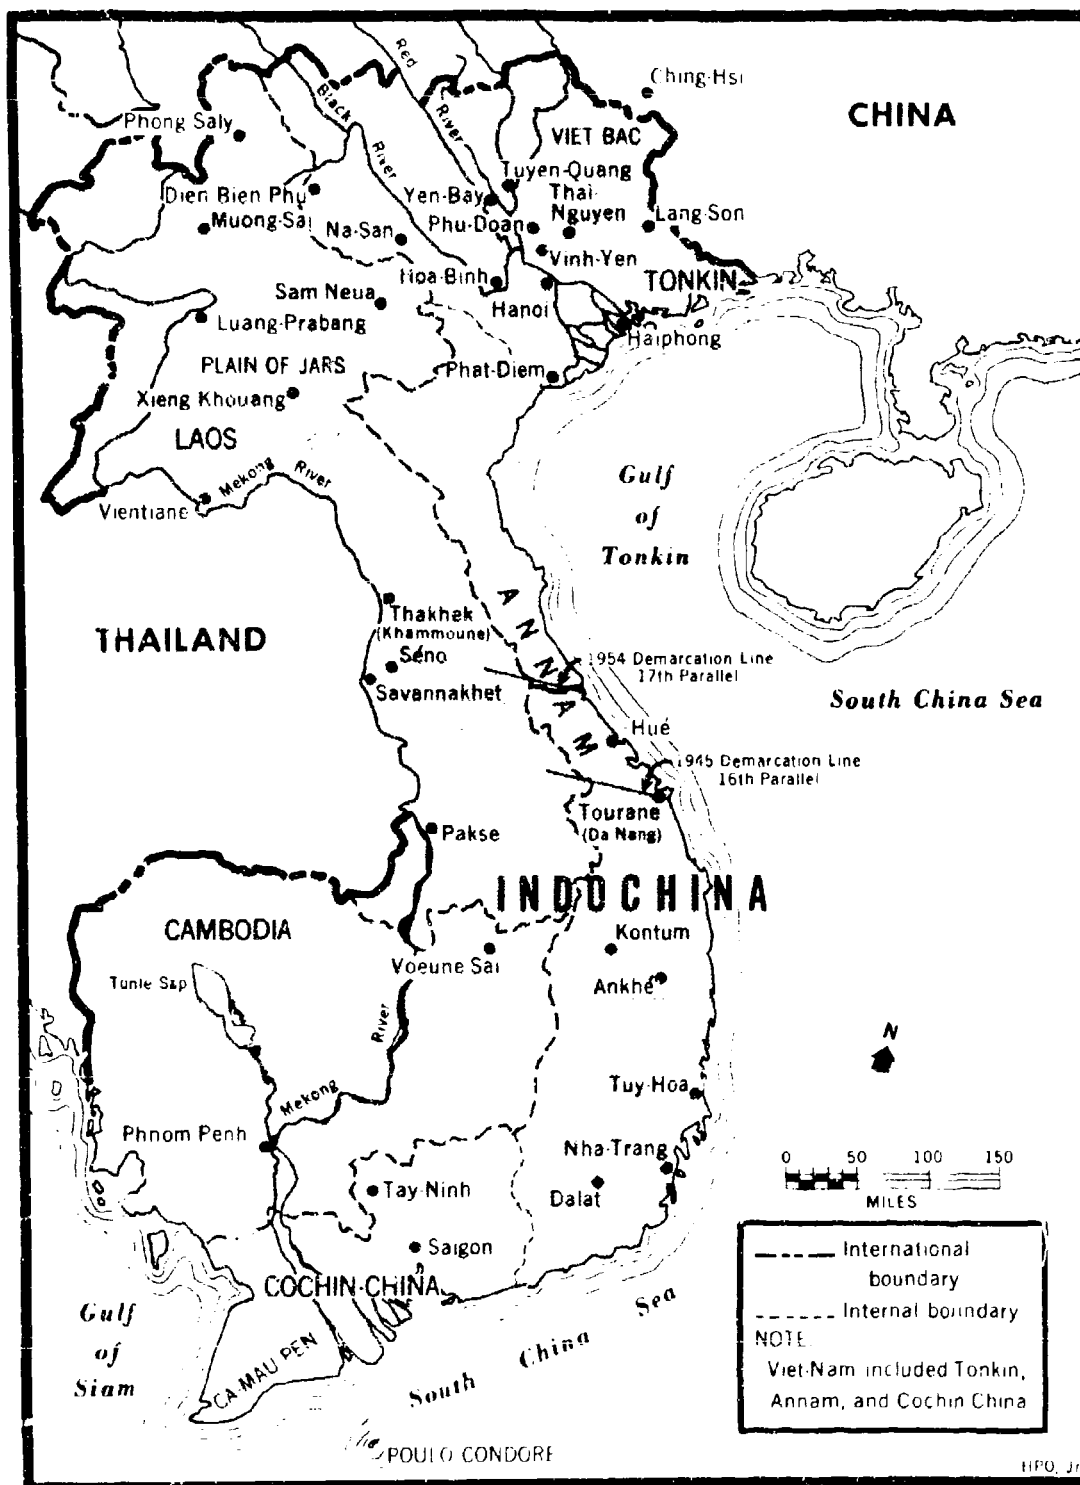 Ching-Hsi
CHINA
Red
River
Black
River
Phong Saly
VIET BAC
Tuyen-Quang
Dien Bien Phu
Yen-Bay
Thai-
Nguyen
Muong-Sai
Na-San
Phu-Doan
Lang-Son
Vinh-Yen
Hoa-Binh
TONKIN
Sam Neua
Hanoi
Luang-Prabang
Haiphong
PLAIN OF JARS
Phat-Diem
Xieng Khouang
LAOS
Mekong River
Vientiane
Gulf
of
Tonkin
ANNAM
Thakhek
(Khammoune)
THAILAND
Séno
Savannakhet
1954 Demarcation Line
17th Parallel
South China Sea
Hué
1945 Demarcation Line
16th Parallel
Tourane
(Da Nang)
Pakse
INDOCHINA
CAMBODIA
Kontum
Voeune Sai
Tunle Sap
Ankhe
River
Mekong
N
Tuy-Hoa
Phnom Penh
Nha-Trang
0 50 100 150
MILES
Tay-Ninh
Dalat
Saigon
COCHIN-CHINA
International
boundary
Internal boundary
NOTE
Viet-Nam included Tonkin,
Annam, and Cochin China
Gulf
of
Siam
CA-MAU PEN
South China Sea
POULO CONDORE
HPO, Jr